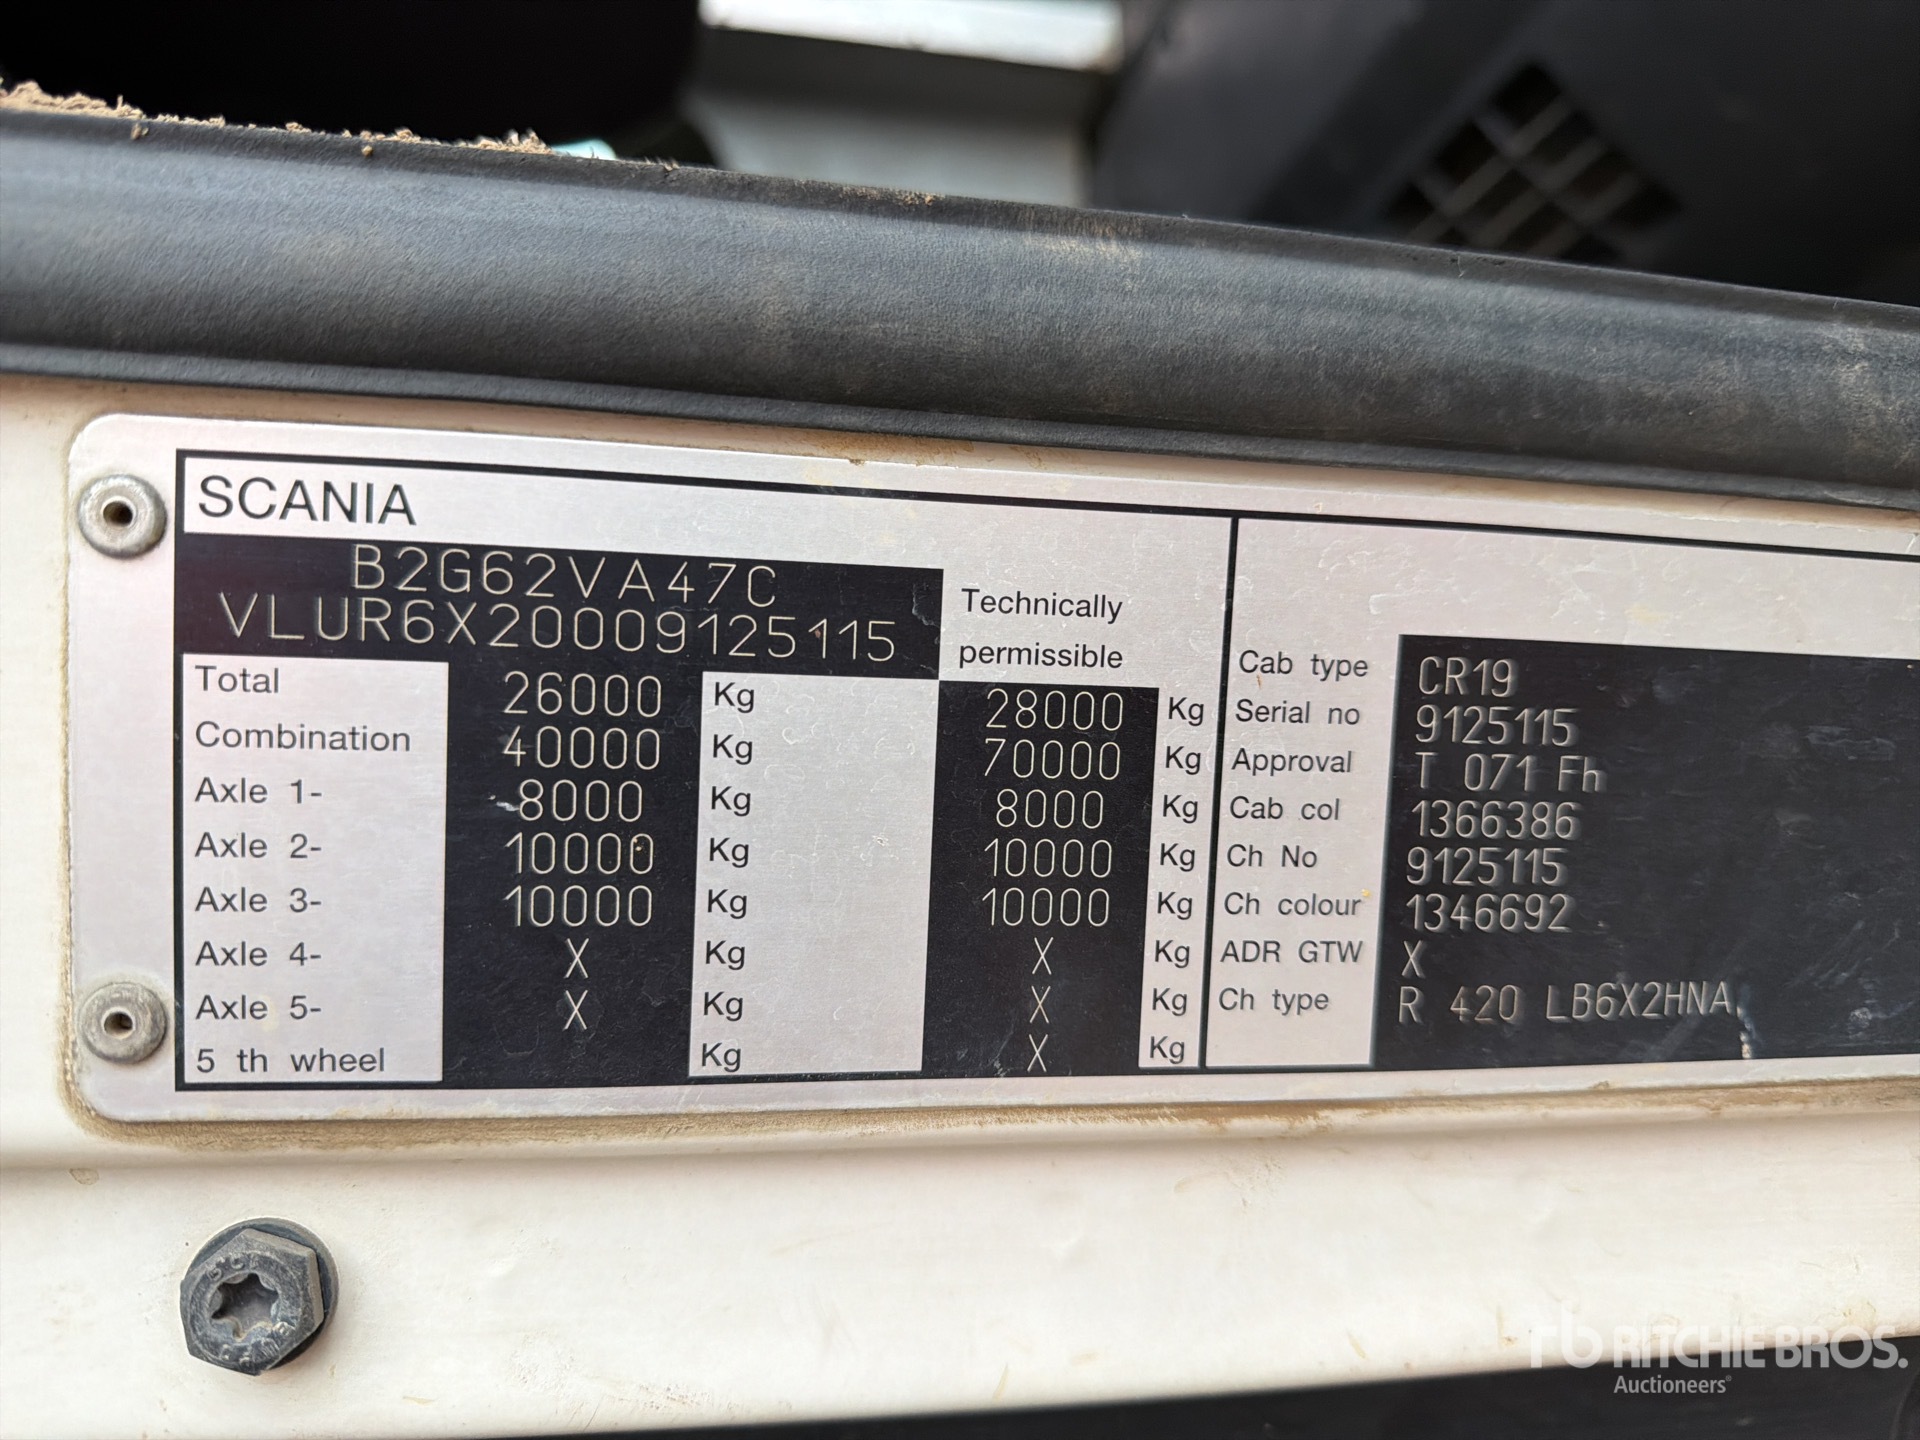 SCANIA
B2G62VA47C
VLUR6X20009125115
Technically
permissible
Total 26000 Kg 28000 Kg
Combination 40000 Kg 70000 Kg
Axle 1- 8000 Kg 8000 Kg
Axle 2- 10000 Kg 10000 Kg
Axle 3- 10000 Kg 10000 Kg
Axle 4- X Kg X Kg
Axle 5- X Kg X Kg
5 th wheel Kg X Kg
Cab type CR19
Serial no 9125115
Approval T 071 Fh
Cab col 1366386
Ch No 9125115
Ch colour 1346692
ADR GTW X
Ch type R 420 LB6X2HNA
rb RITCHIE BROS.
Auctioneers®